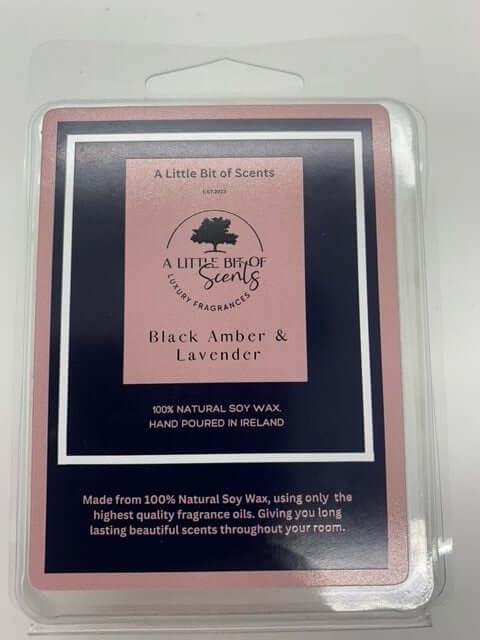 A Little Bit of Scents
EST.2023
A LITTLE BIT OF
Scents
LUXURY FRAGRANCES
Black Amber &
Lavender
100% NATURAL SOY WAX.
HAND POURED IN IRELAND
Made from 100% Natural Soy Wax, using only the
highest quality fragrance oils. Giving you long
lasting beautiful scents throughout your room.